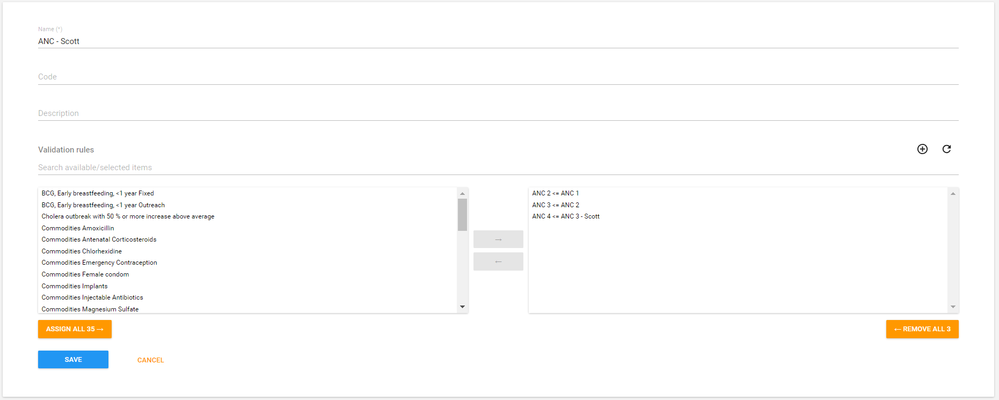 Name (*)
ANC - Scott
Code
Description
Validation rules
Search available/selected items
BCG, Early breastfeeding, <1 year Fixed
BCG, Early breastfeeding, <1 year Outreach
Cholera outbreak with 50 % or more increase above average
Commodities Amoxicillin
Commodities Antenatal Corticosteroids
Commodities Chlorhexidine
Commodities Emergency Contraception
Commodities Female condom
Commodities Implants
Commodities Injectable Antibiotics
Commodities Magnesium Sulfate
→
←
ANC 2 <= ANC 1
ANC 3 <= ANC 2
ANC 4 <= ANC 3 - Scott
ASSIGN ALL 35 →
← REMOVE ALL 3
SAVE
CANCEL